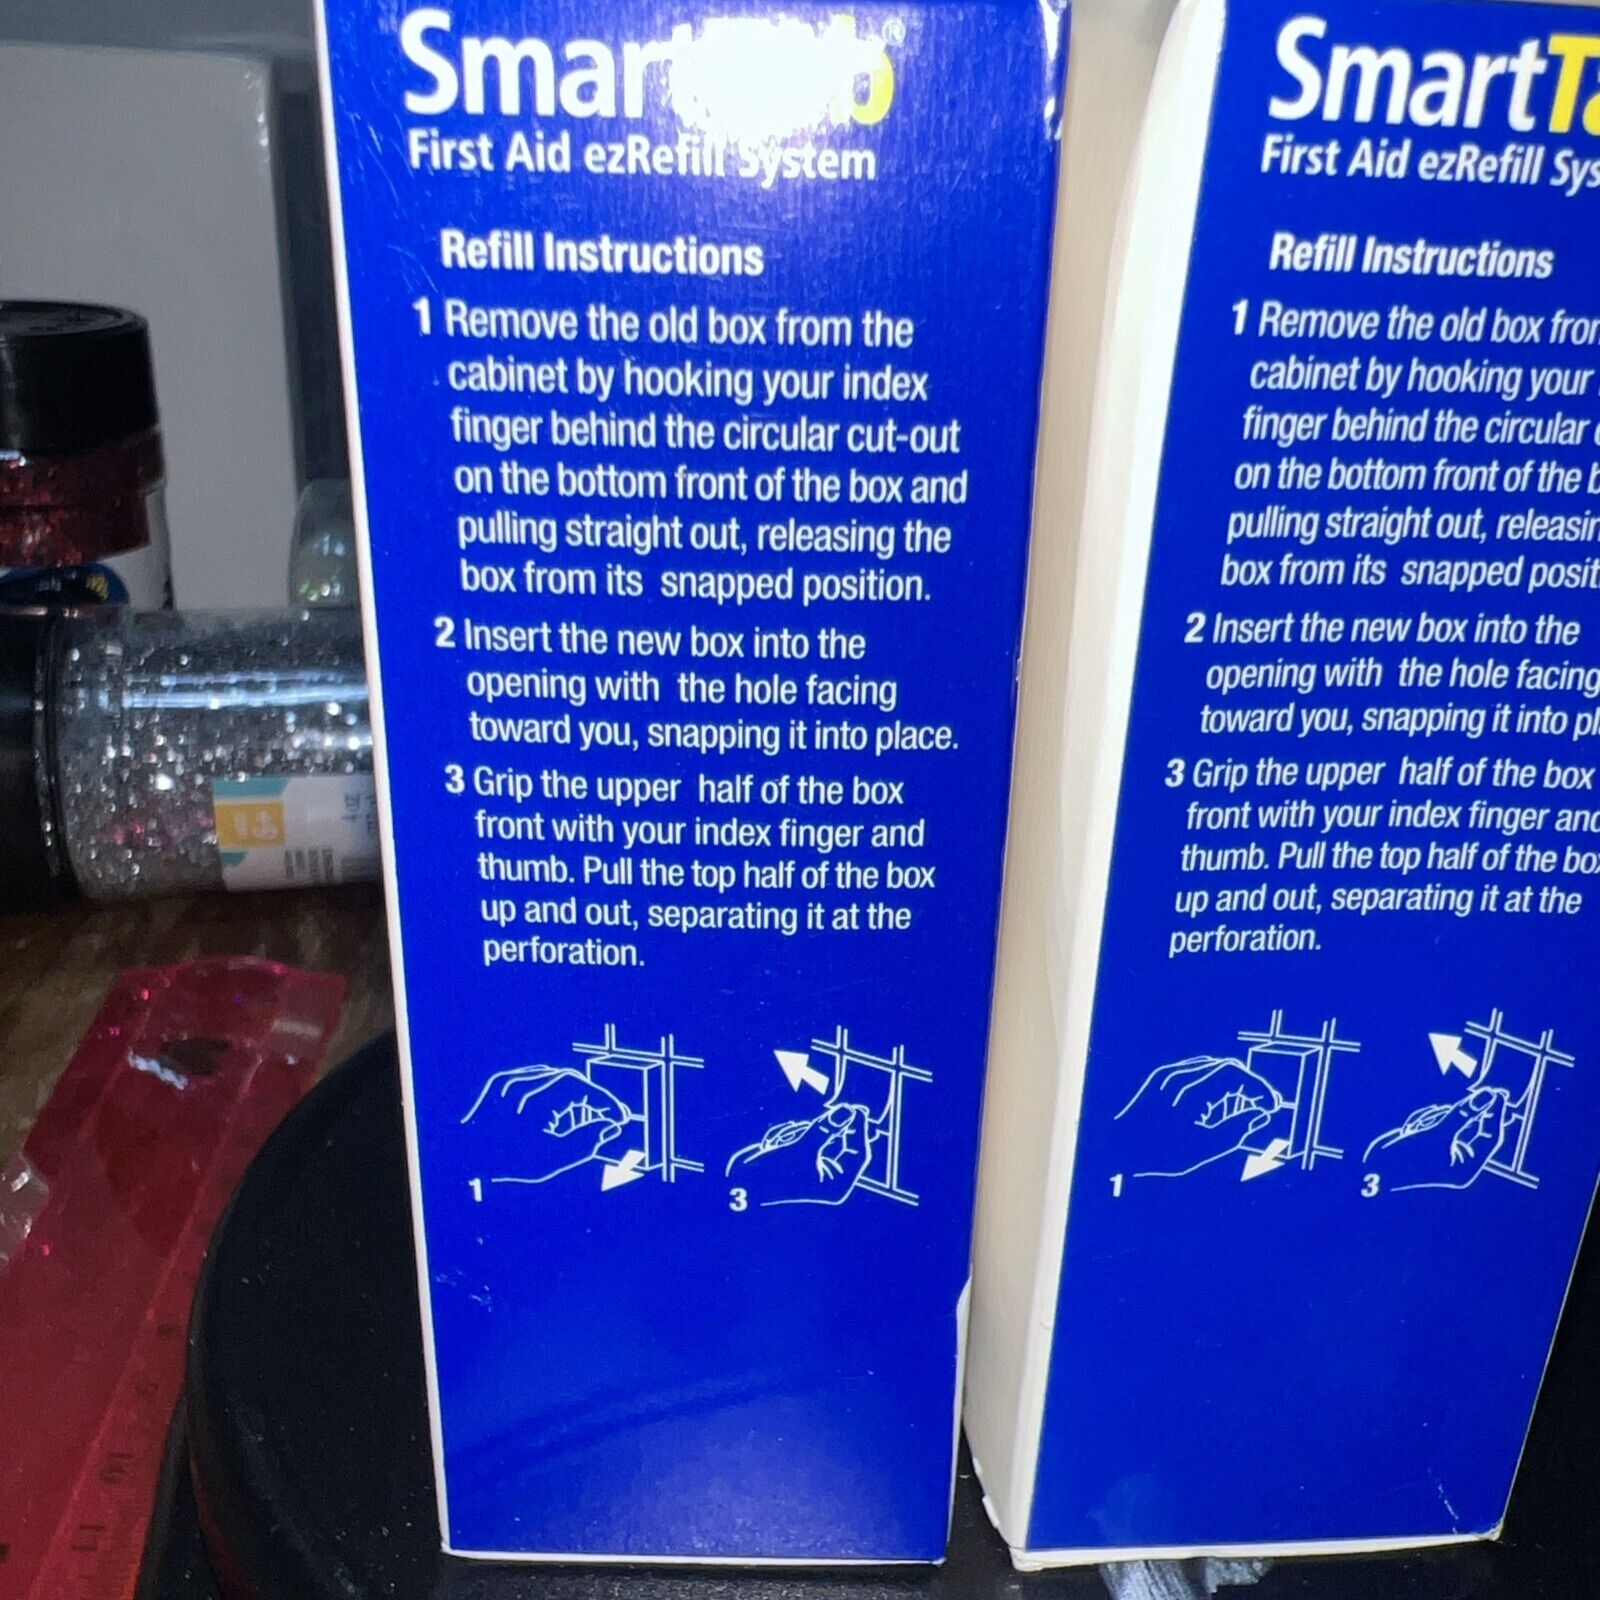 Smar
First Aid ezRefill System
Refill Instructions
1 Remove the old box from the
cabinet by hooking your index
finger behind the circular cut-out
on the bottom front of the box and
pulling straight out, releasing the
box from its snapped position.
2 Insert the new box into the
opening with the hole facing
toward you, snapping it into place.
3 Grip the upper half of the box
front with your index finger and
thumb. Pull the top half of the box
up and out, separating it at the
perforation.
1
3
SmartTa
First Aid ezRefill Sys
Refill Instructions
1 Remove the old box from
cabinet by hooking your
finger behind the circular
on the bottom front of the b
pulling straight out, releasin
box from its snapped posit
2 Insert the new box into the
opening with the hole facing
toward you, snapping it into pl
3 Grip the upper half of the box
front with your index finger and
thumb. Pull the top half of the box
up and out, separating it at the
perforation.
1
3